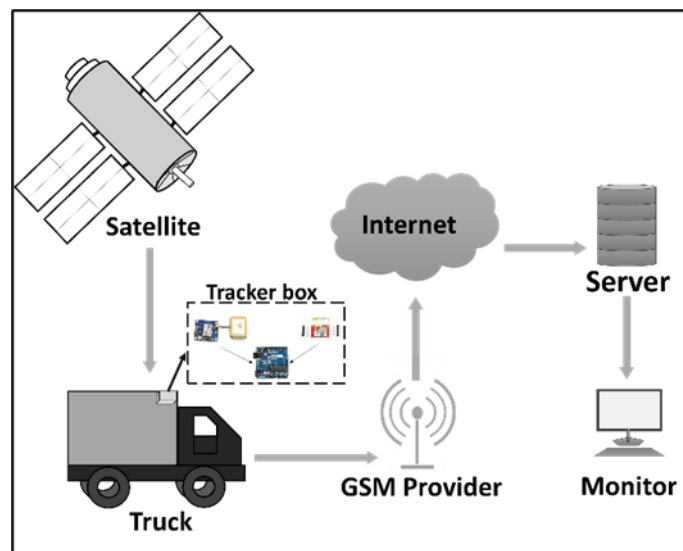 Satellite
Internet
Server
Tracker box
Truck
GSM Provider
Monitor